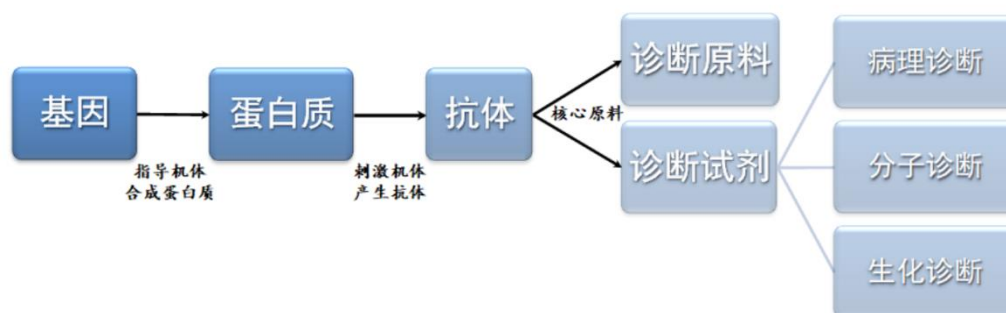 基因
指导机体
合成蛋白质
蛋白质
刺激机体
产生抗体
抗体
核心原料
诊断原料
诊断试剂
病理诊断
分子诊断
生化诊断